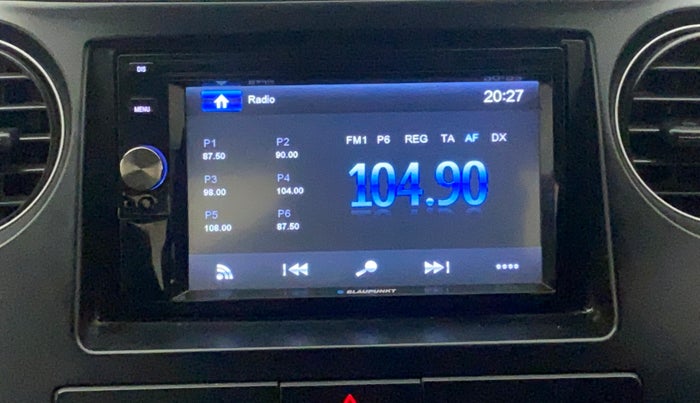 DIS
MENU
Radio
20:27
P1
87.50
P2
90.00
P3
98.00
P4
104.00
P5
108.00
P6
87.50
FM1 P6 REG TA AF DX
104.90
BLAUPUNKT